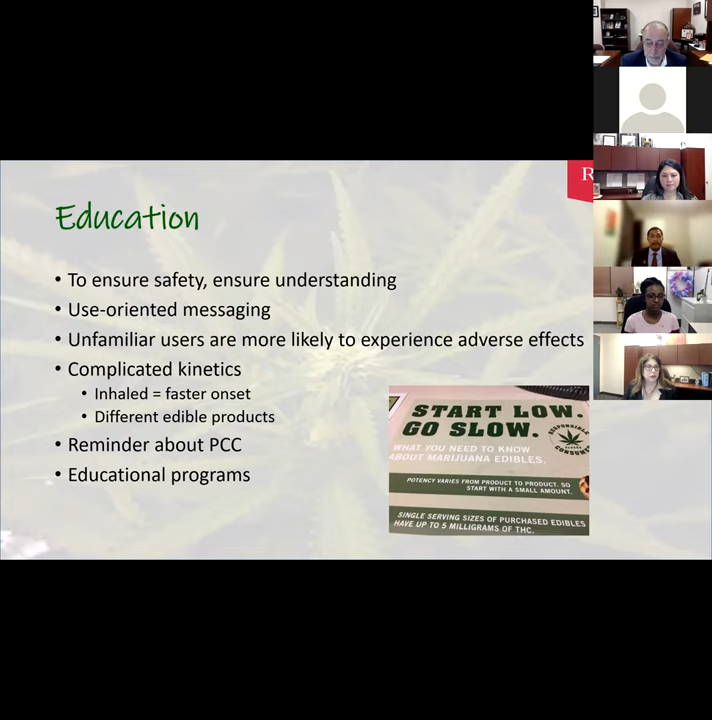 R
Education
• To ensure safety, ensure understanding
• Use-oriented messaging
• Unfamiliar users are more likely to experience adverse effects
• Complicated kinetics
• Inhaled = faster onset
• Different edible products
• Reminder about PCC
• Educational programs
START LOW.
GO SLOW.
RESPONSIBLE
CONSUME
WHAT YOU NEED TO KNOW
ABOUT MARIJUANA EDIBLES.
POTENCY VARIES FROM PRODUCT TO PRODUCT. SO
START WITH A SMALL AMOUNT.
SINGLE SERVING SIZES OF PURCHASED EDIBLES
HAVE UP TO 5 MILLIGRAMS OF THC.